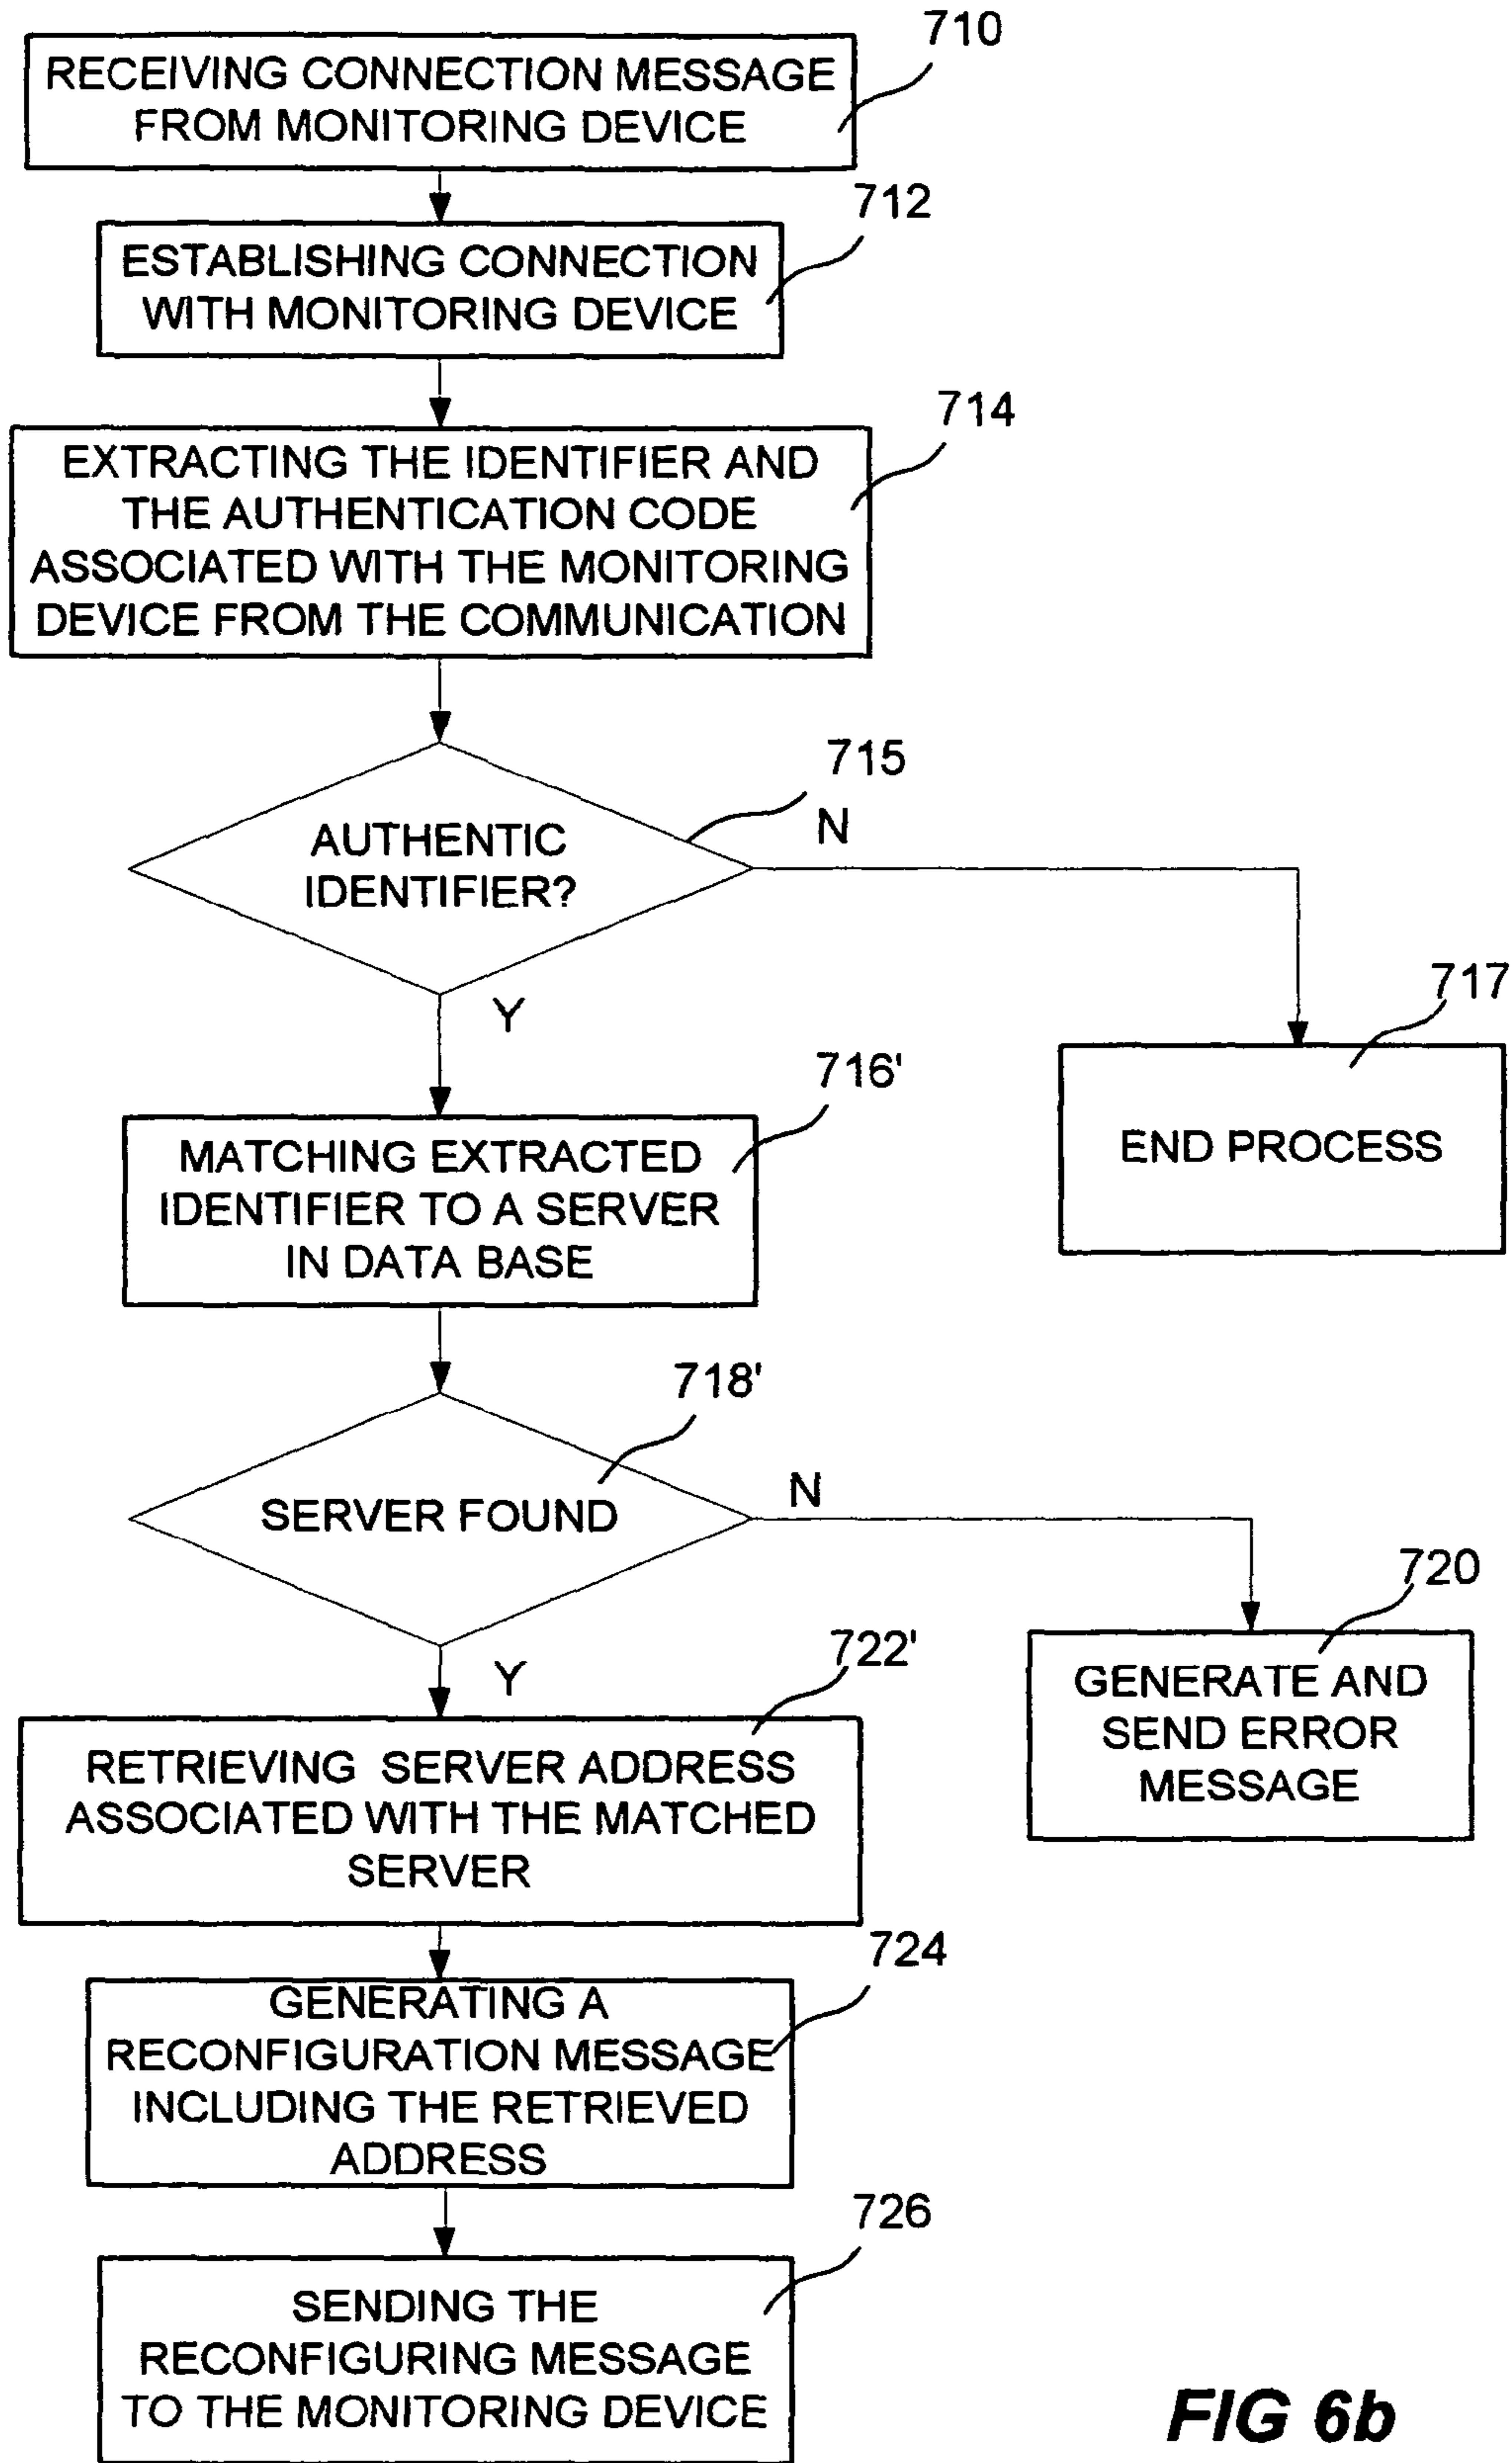 710
RECEIVING CONNECTION MESSAGE
FROM MONITORING DEVICE
712
ESTABLISHING CONNECTION
WITH MONITORING DEVICE
714
EXTRACTING THE IDENTIFIER AND
THE AUTHENTICATION CODE
ASSOCIATED WITH THE MONITORING
DEVICE FROM THE COMMUNICATION
715
N
AUTHENTIC
IDENTIFIER?
Y
717
END PROCESS
716'
MATCHING EXTRACTED
IDENTIFIER TO A SERVER
IN DATA BASE
718'
N
SERVER FOUND
Y
720
GENERATE AND
SEND ERROR
MESSAGE
722'
RETRIEVING SERVER ADDRESS
ASSOCIATED WITH THE MATCHED
SERVER
724
GENERATING A
RECONFIGURATION MESSAGE
INCLUDING THE RETRIEVED
ADDRESS
726
SENDING THE
RECONFIGURING MESSAGE
TO THE MONITORING DEVICE
FIG 6b